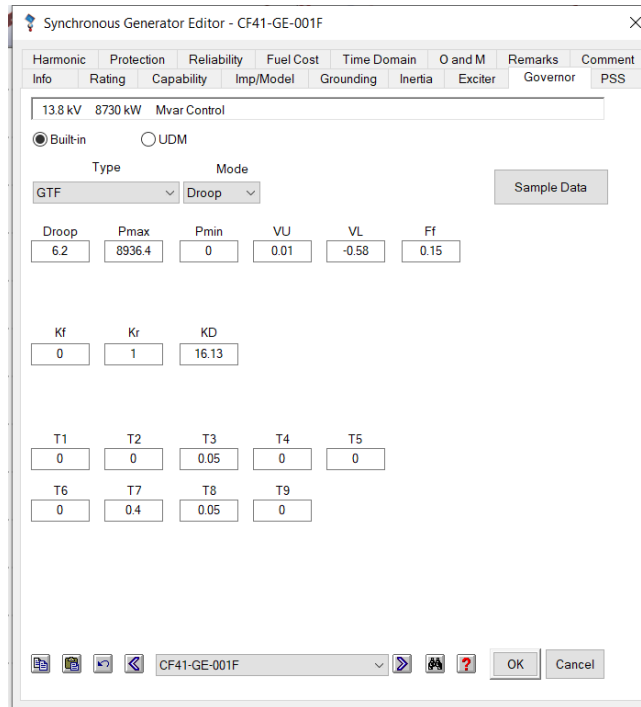 Synchronous Generator Editor - CF41-GE-001F
Harmonic Protection Reliability Fuel Cost Time Domain O and M Remarks Comment
Info Rating Capability Imp/Model Grounding Inertia Exciter Governor PSS
13.8 kV 8730 kW Mvar Control
Built-in UDM
Type Mode
GTF Droop Sample Data
Droop Pmax Pmin VU VL Ff
6.2 8936.4 0 0.01 -0.58 0.15
Kf Kr KD
0 1 16.13
T1 T2 T3 T4 T5
0 0 0.05 0 0
T6 T7 T8 T9
0 0.4 0.05 0
CF41-GE-001F ? OK Cancel